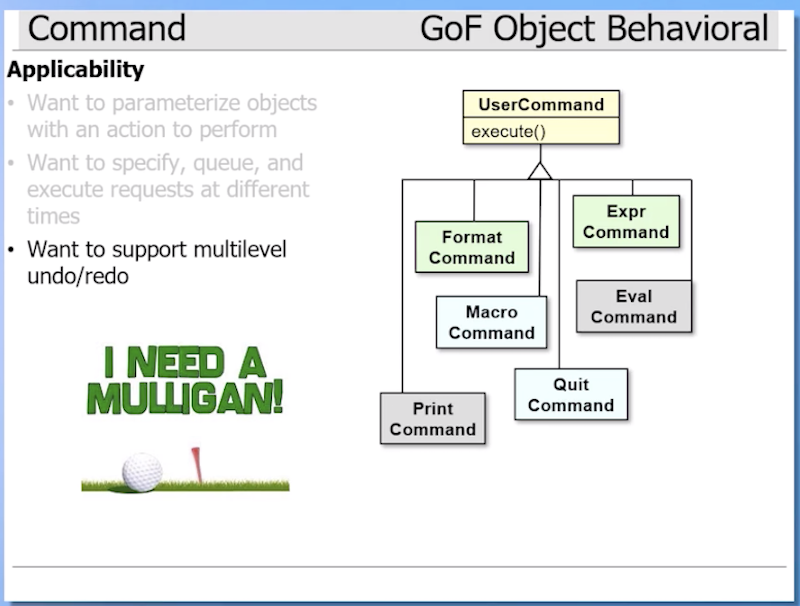 Command
GoF Object Behavioral
Applicability
• Want to parameterize objects
with an action to perform
• Want to specify, queue, and
execute requests at different
times
• Want to support multilevel
undo/redo
I NEED A
MULLIGAN!
UserCommand
execute()
Format
Command
Expr
Command
Macro
Command
Eval
Command
Print
Command
Quit
Command